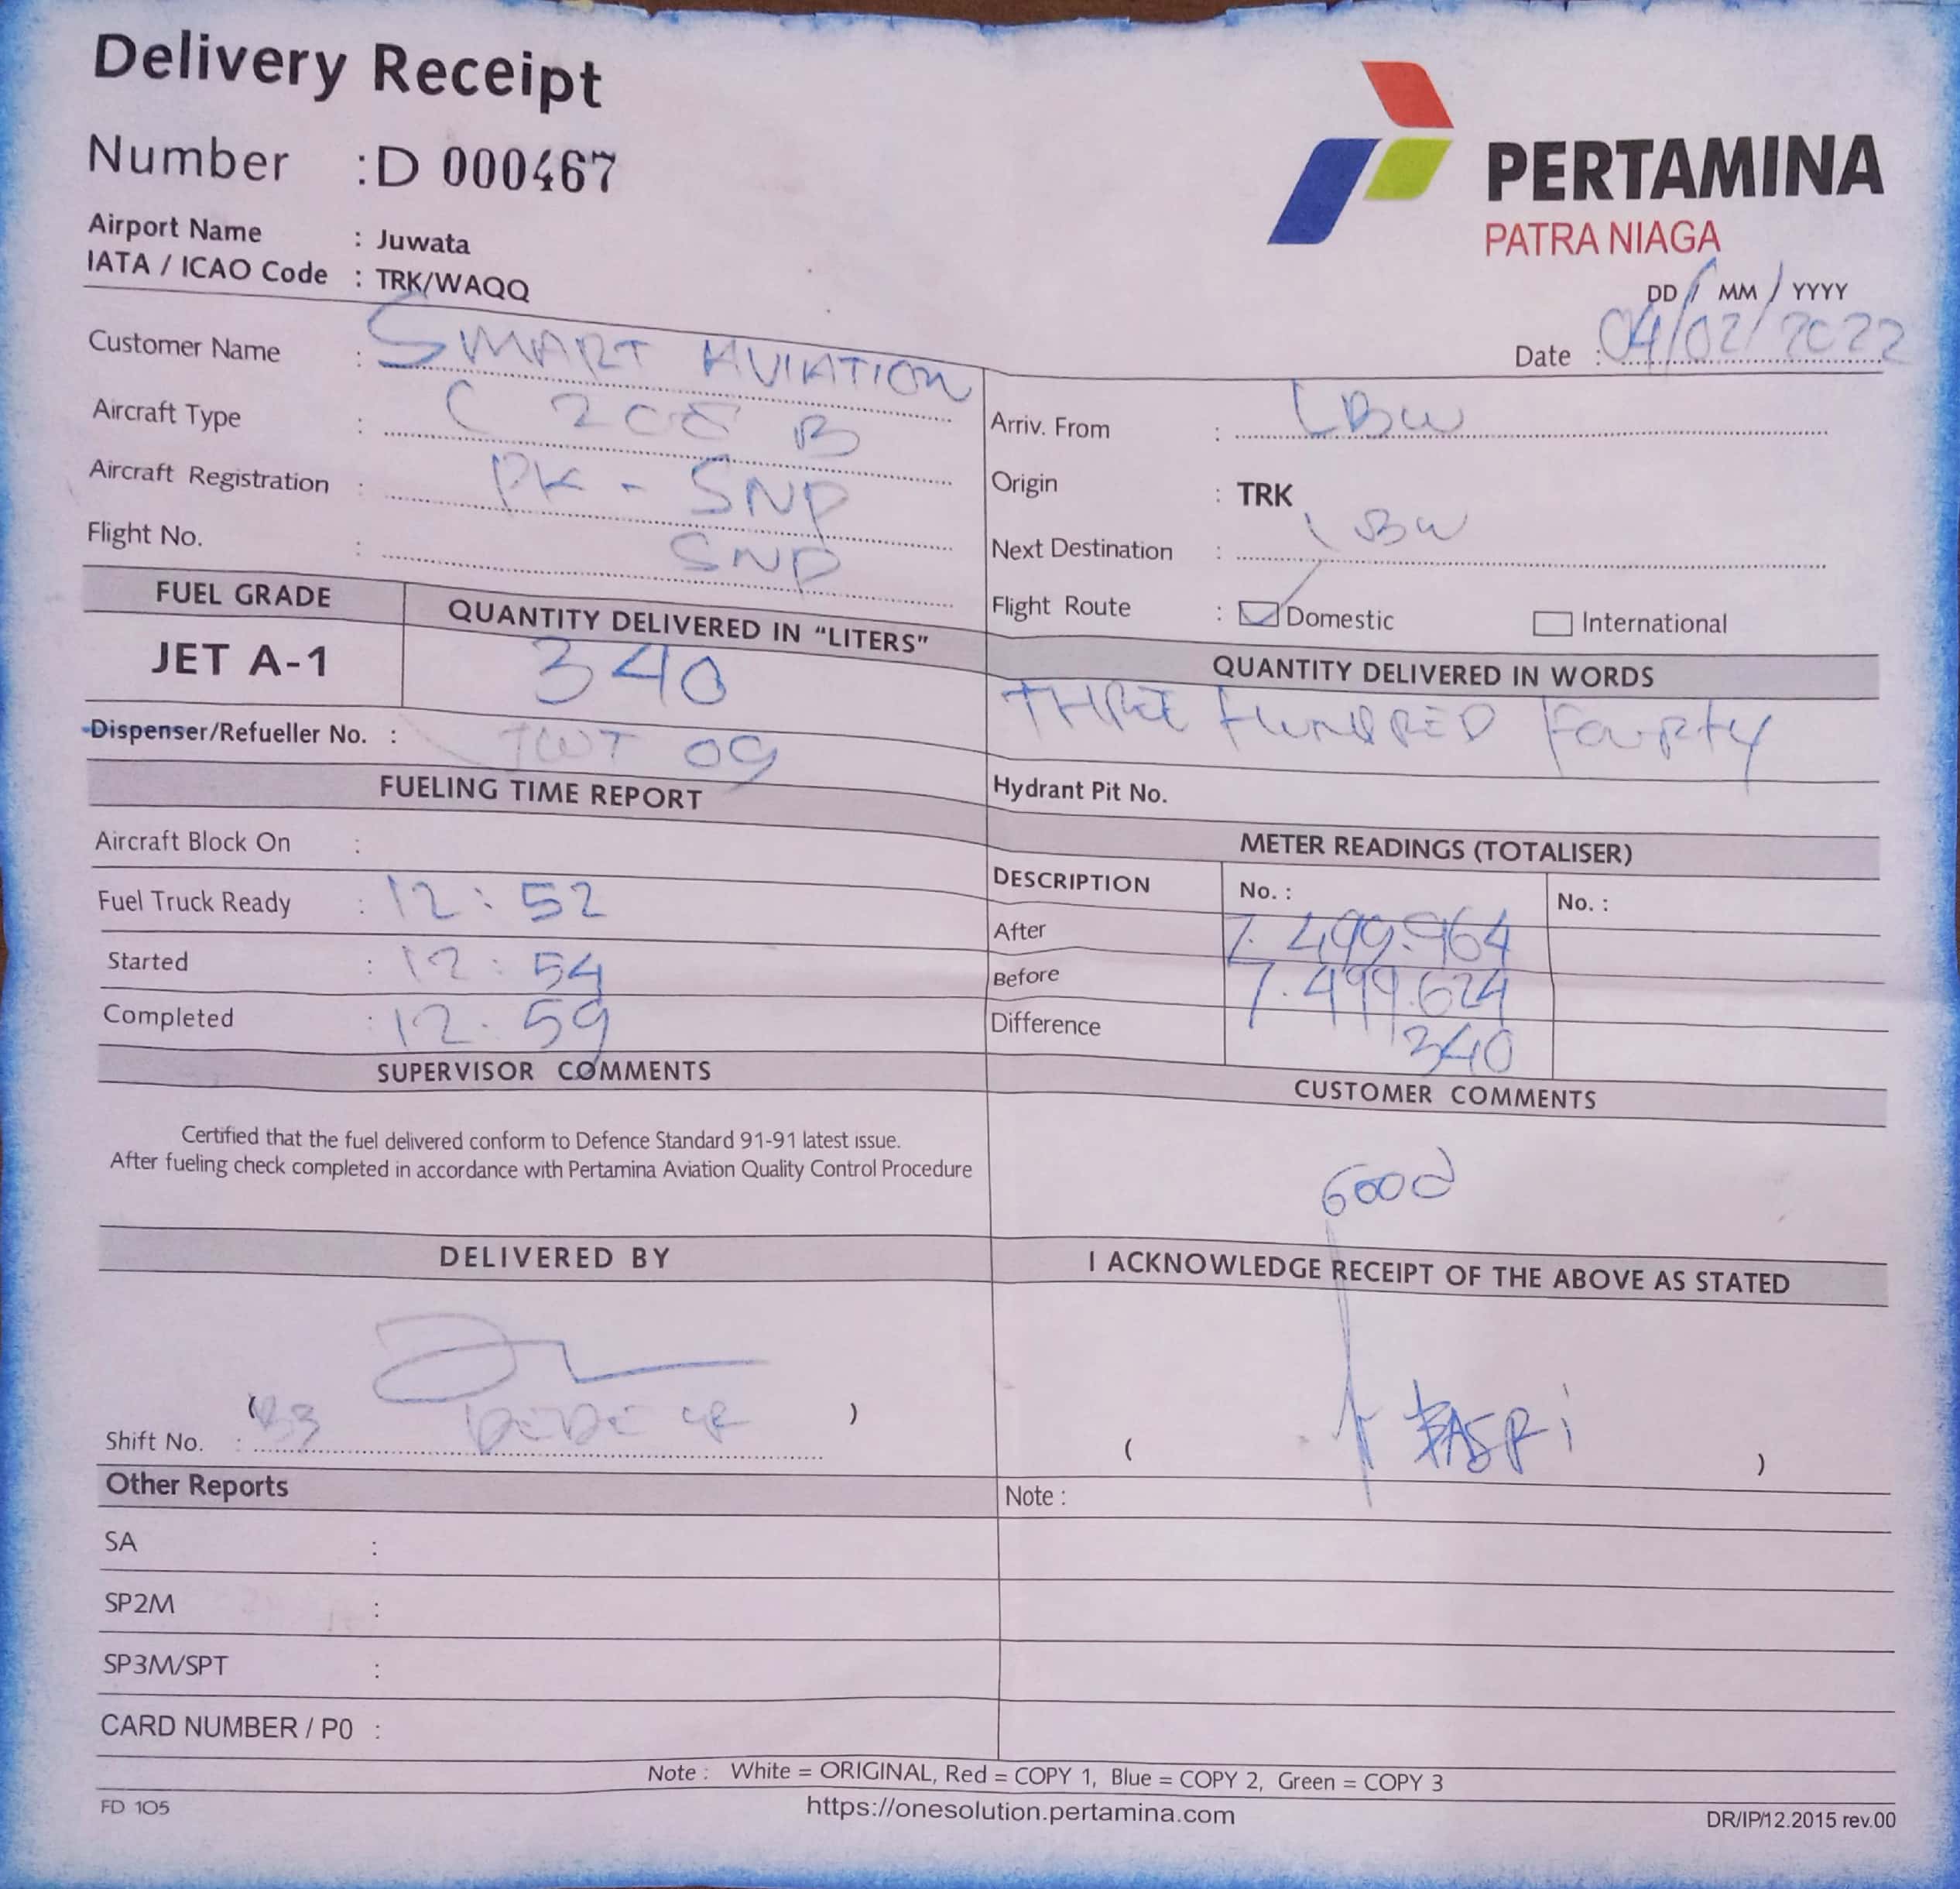 Delivery Receipt
Number : D 000467
PERTAMINA
PATRA NIAGA
Airport Name : Juwata
IATA / ICAO Code : TRK/WAQQ
DD / MM / YYYY
Date : 04/02/2022
Customer Name : SMART AVIATION
Aircraft Type : C 208 B
Aircraft Registration : PK - SNP
Flight No. : SNP
Arriv. From : LBW
Origin : TRK
Next Destination : LBW
Flight Route : Domestic International
FUEL GRADE QUANTITY DELIVERED IN "LITERS"
JET A-1 340
QUANTITY DELIVERED IN WORDS
THREE HUNDRED Fourty
Dispenser/Refueller No. : 09
Hydrant Pit No.
FUELING TIME REPORT
Aircraft Block On :
Fuel Truck Ready : 12 : 52
Started : 12 : 54
Completed : 12 . 59
METER READINGS (TOTALISER)
DESCRIPTION No. : No. :
After 7.499.964
Before 7.499.624
Difference 340
SUPERVISOR COMMENTS
Certified that the fuel delivered conform to Defence Standard 91-91 latest issue.
After fueling check completed in accordance with Pertamina Aviation Quality Control Procedure
CUSTOMER COMMENTS
Good
DELIVERED BY
Shift No. : ( )
I ACKNOWLEDGE RECEIPT OF THE ABOVE AS STATED
( )
Other Reports
SA :
SP2M :
SP3M/SPT :
CARD NUMBER / PO :
Note :
Note : White = ORIGINAL, Red = COPY 1, Blue = COPY 2, Green = COPY 3
FD 105
https://onesolution.pertamina.com
DR/IP/12.2015 rev.00